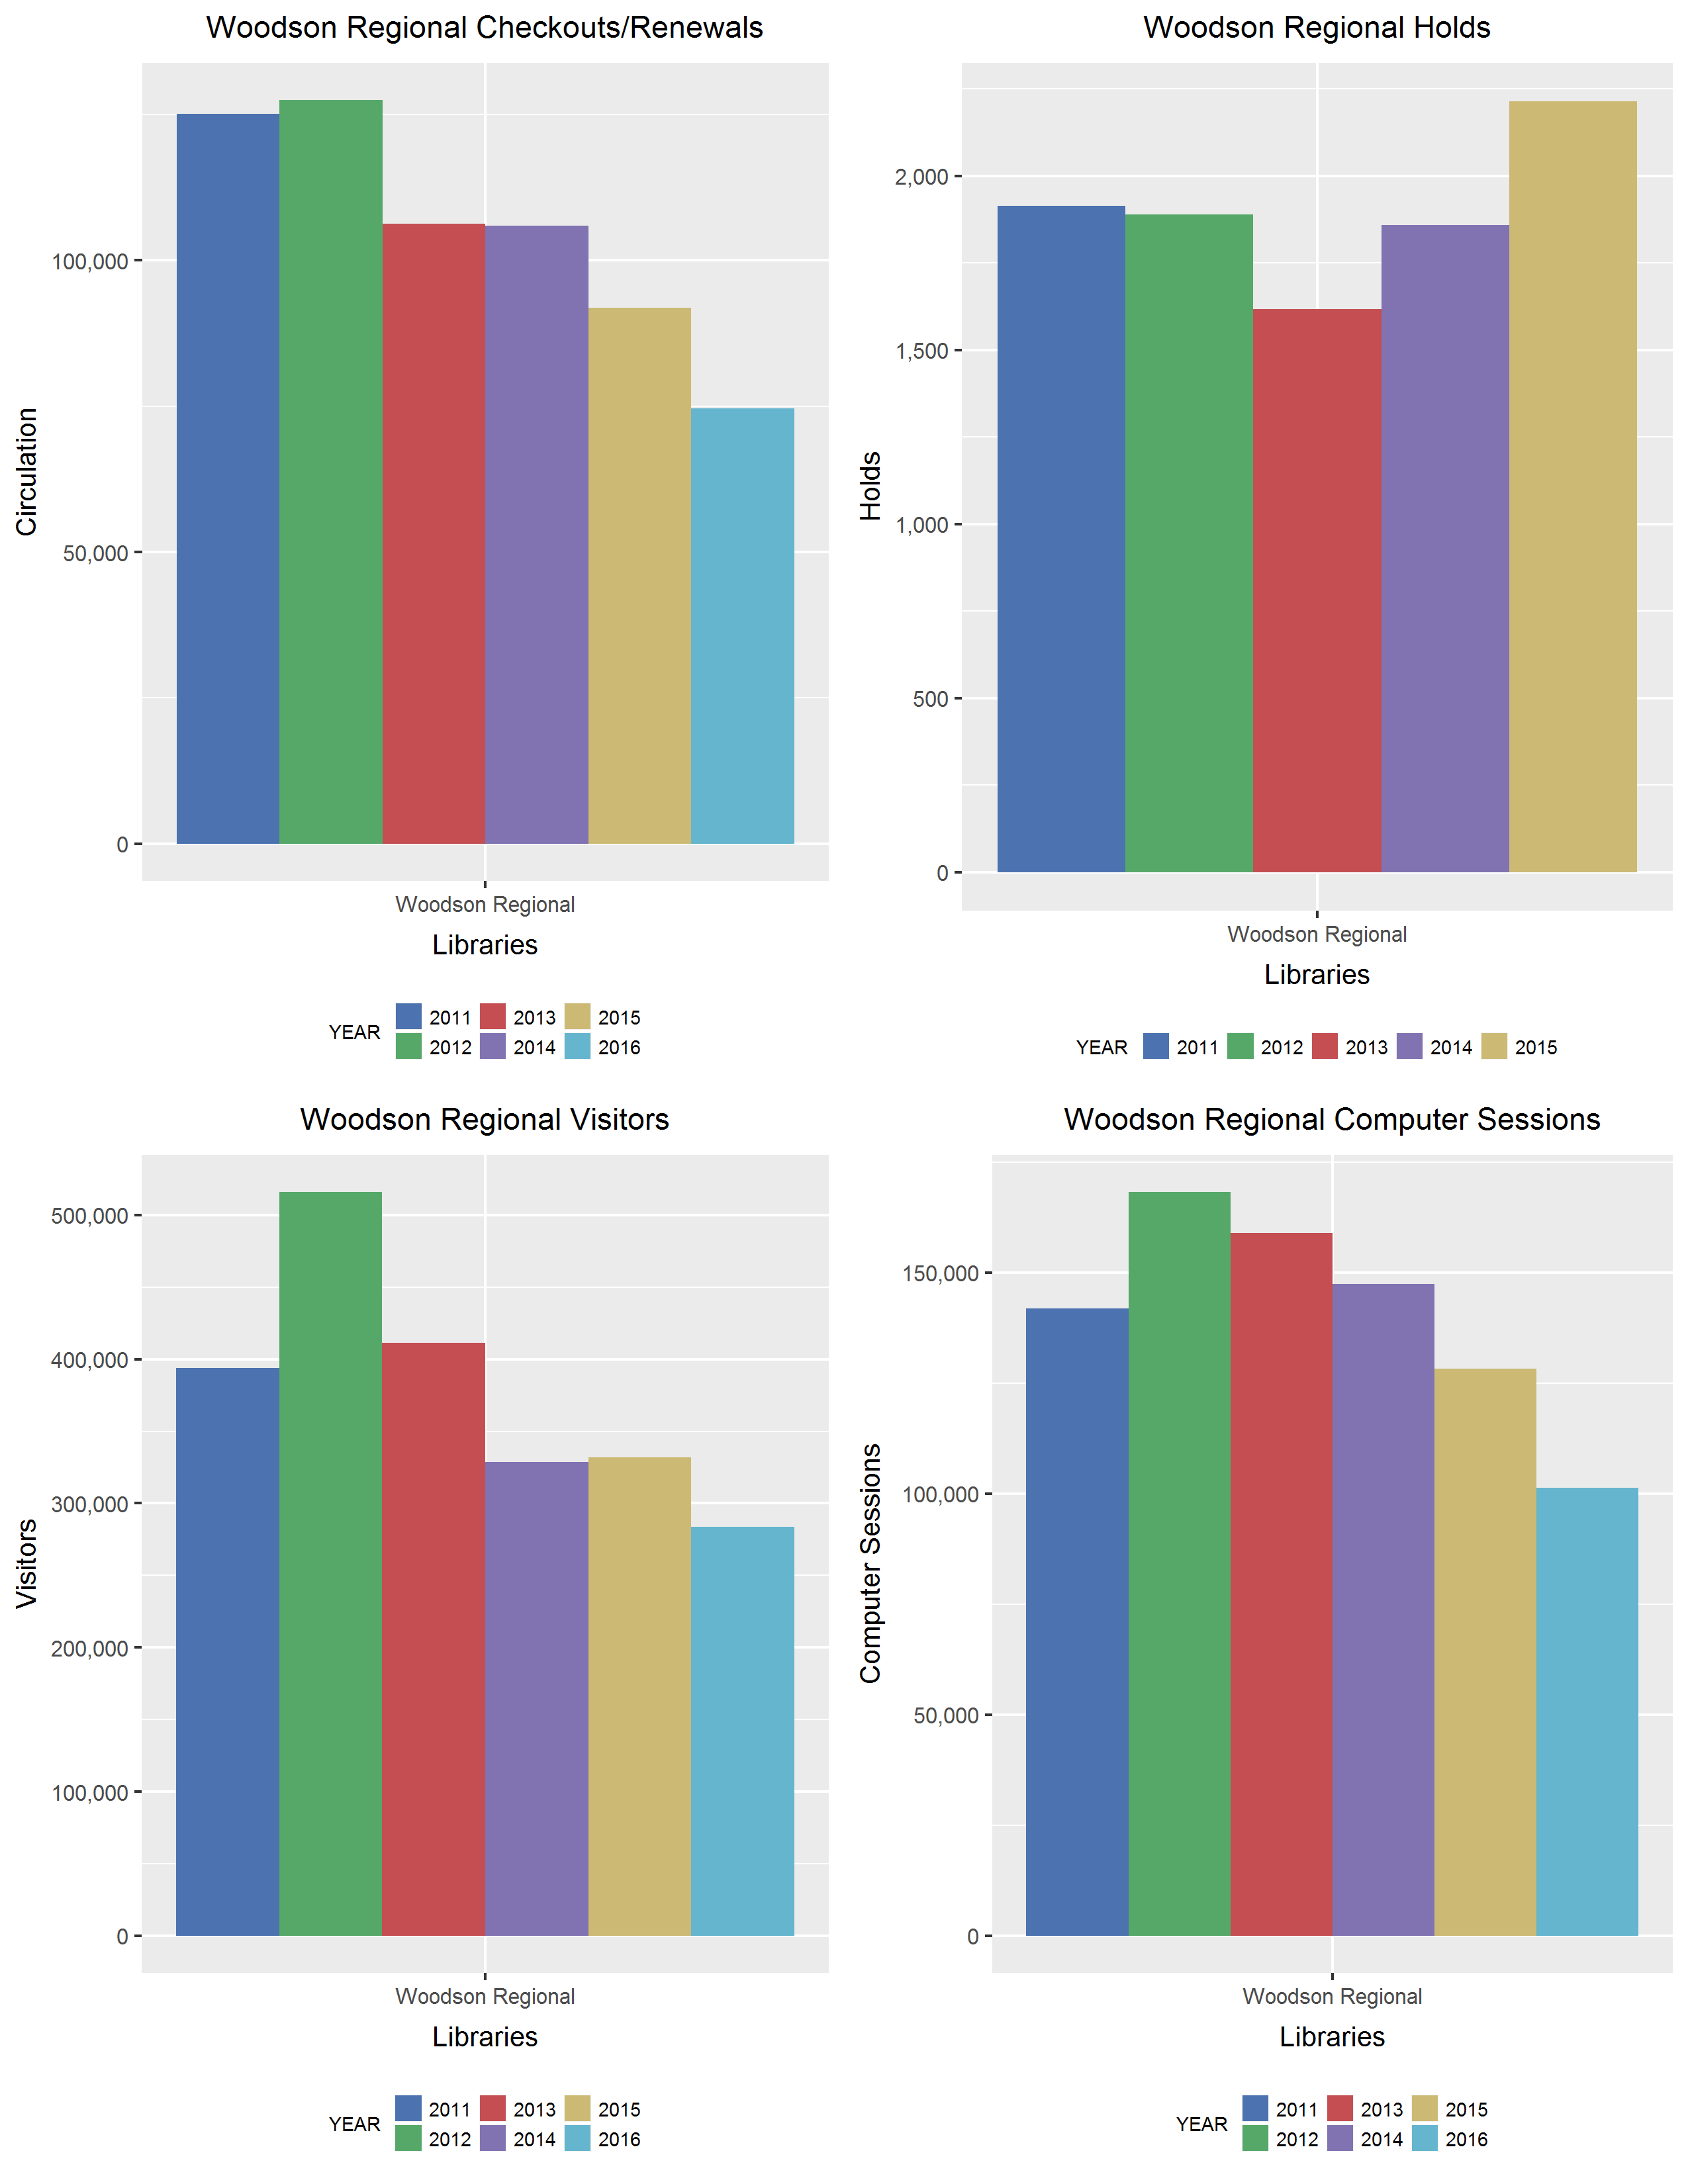 Woodson Regional Checkouts/Renewals
Circulation
100,000
50,000
0
Woodson Regional
Libraries
YEAR
2011 2013 2015
2012 2014 2016
Woodson Regional Holds
Holds
2,000
1,500
1,000
500
0
Woodson Regional
Libraries
YEAR 2011 2012 2013 2014 2015
Woodson Regional Visitors
Visitors
500,000
400,000
300,000
200,000
100,000
0
Woodson Regional
Libraries
YEAR
2011 2013 2015
2012 2014 2016
Woodson Regional Computer Sessions
Computer Sessions
150,000
100,000
50,000
0
Woodson Regional
Libraries
YEAR
2011 2013 2015
2012 2014 2016